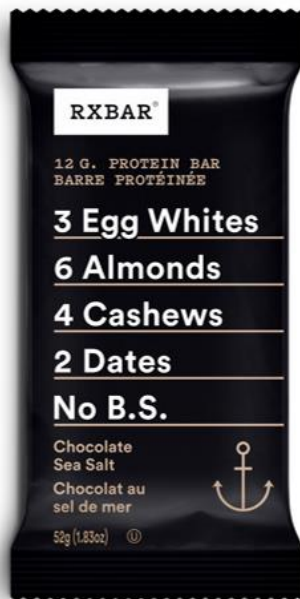 RXBAR®
12 G. PROTEIN BAR
BARRE PROTÉINÉE
3 Egg Whites
6 Almonds
4 Cashews
2 Dates
No B.S.
Chocolate
Sea Salt
Chocolat au
sel de mer
52g (1.83oz) Ⓤ